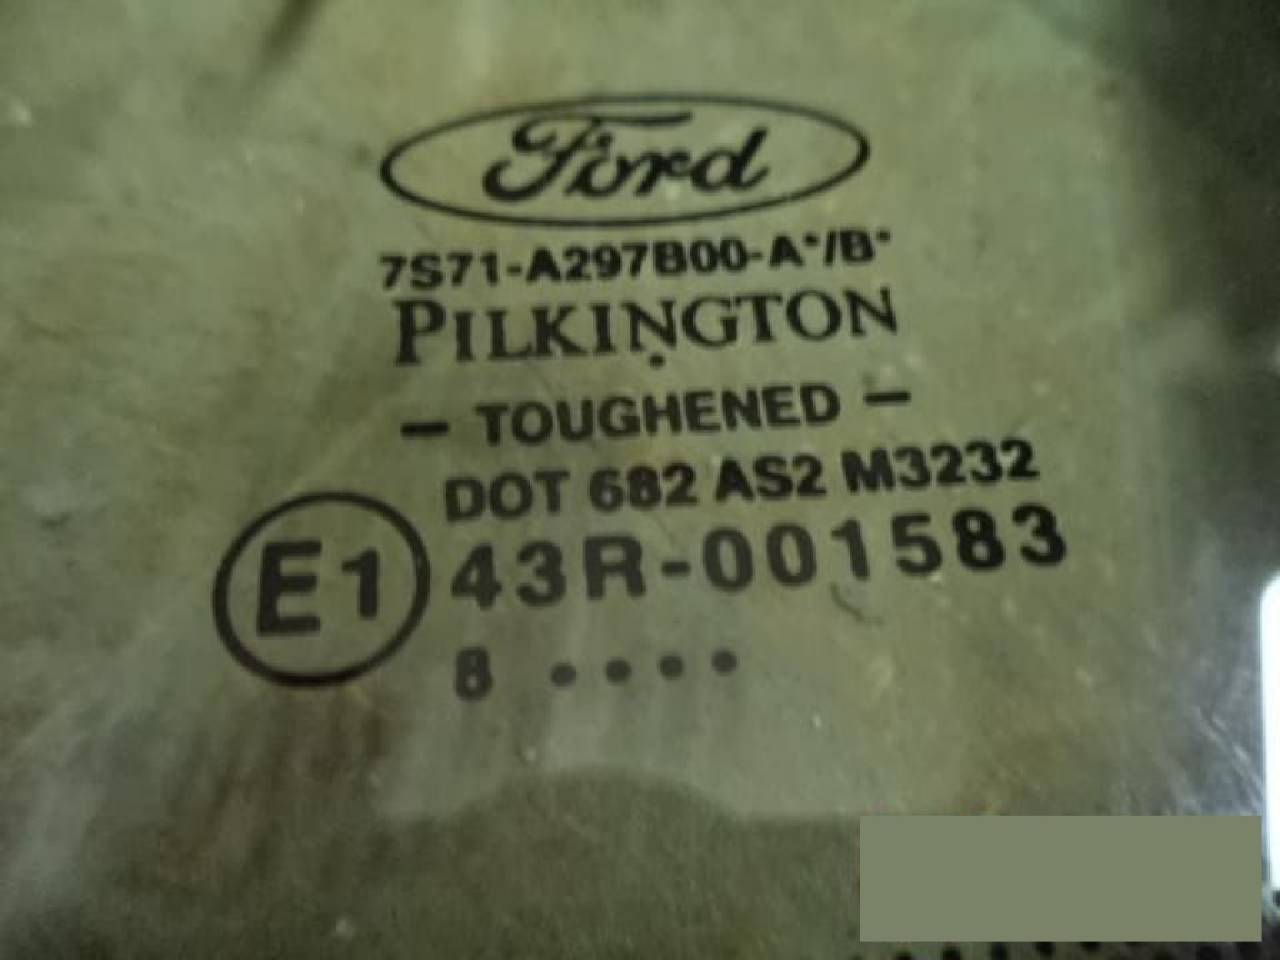 Ford
7S71-A297B00-A*/B*
PILKINGTON
- TOUGHENED -
DOT 682 AS2 M3232
E1 43R-001583
8 ••••